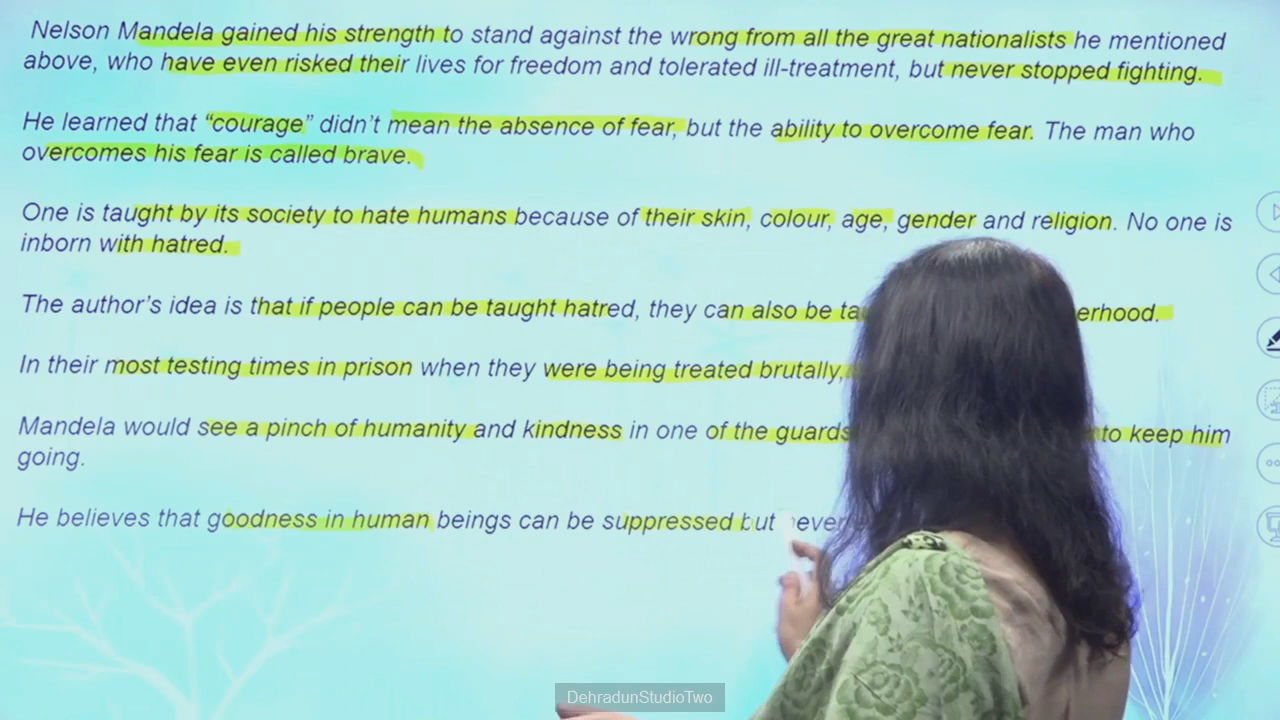 Nelson Mandela gained his strength to stand against the wrong from all the great nationalists he mentioned
above, who have even risked their lives for freedom and tolerated ill-treatment, but never stopped fighting.
He learned that “courage” didn’t mean the absence of fear, but the ability to overcome fear. The man who
overcomes his fear is called brave.
One is taught by its society to hate humans because of their skin, colour, age, gender and religion. No one is
inborn with hatred.
The author’s idea is that if people can be taught hatred, they can also be
In their most testing times in prison when they were being treated brutally,
Mandela would see a pinch of humanity and kindness in one of the guards to keep him
going.
He believes that goodness in human beings can be suppressed but never
DehradunStudioTwo